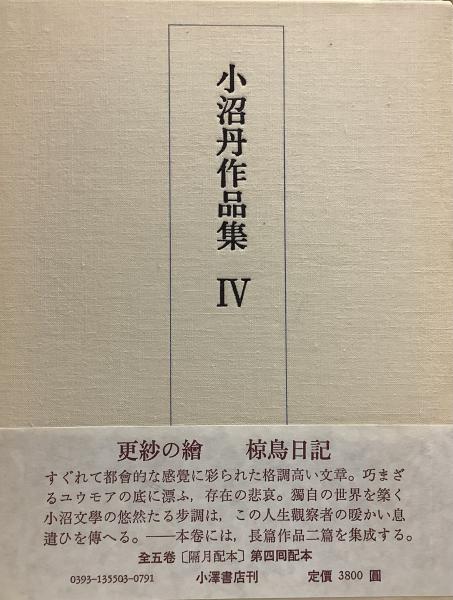 小沼丹作品集 Ⅳ
更紗の繪　椋鳥日記
すぐれて都會的な感覺に彩られた格調高い文章。巧まざ
るユウモアの底に漂ふ，存在の悲哀。獨自の世界を築く
小沼文學の悠然たる步調は，この人生觀察者の暖かい息
遣ひを傳へる。——本卷には，長篇作品二篇を集成する。
全五卷〔隔月配本〕第四囘配本
0393-135503-0791　小澤書店刊　定價 3800 圓